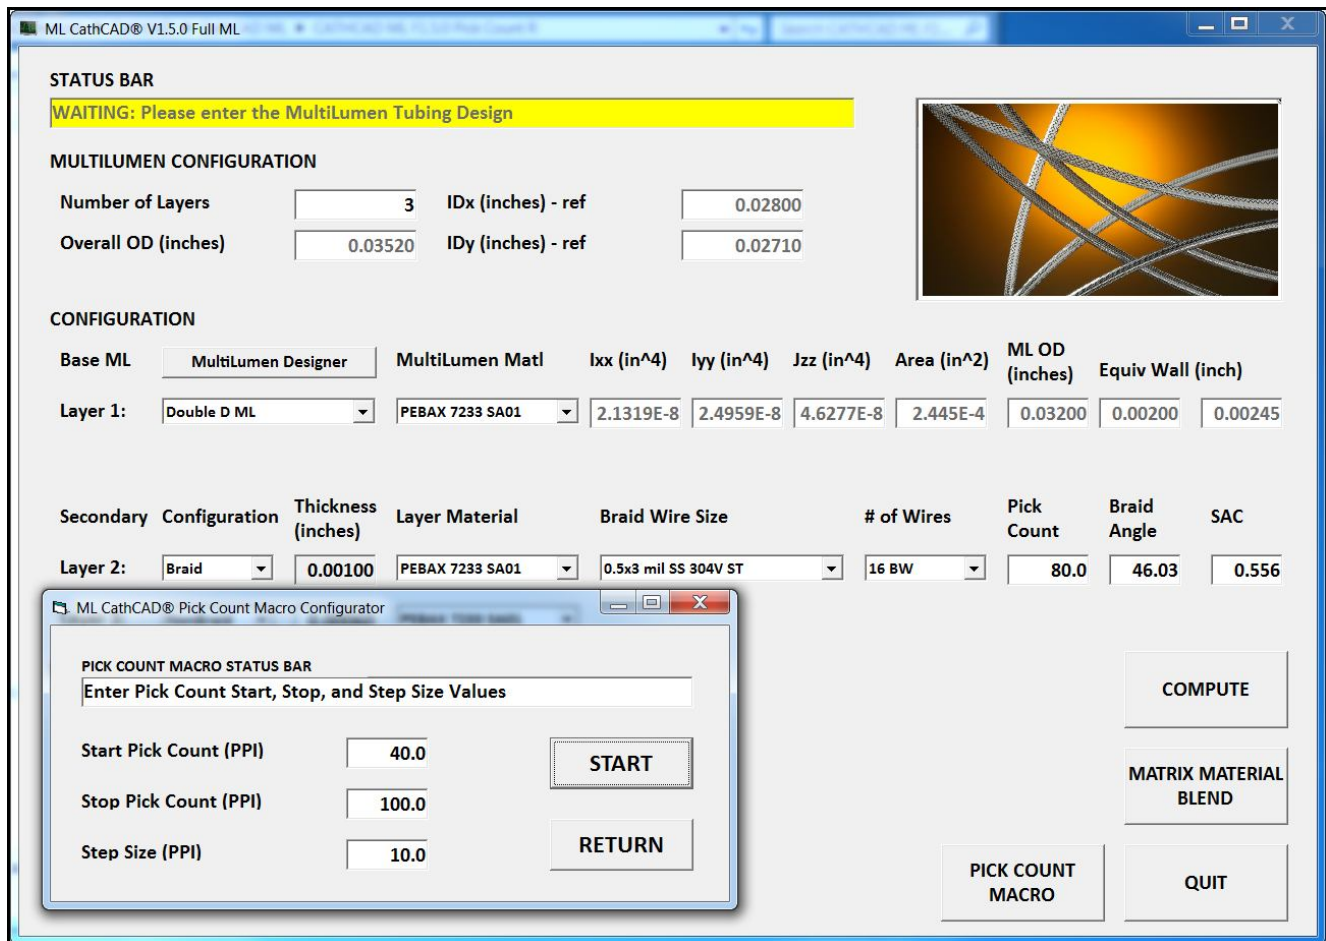 ML CathCAD® V1.5.0 Full ML
STATUS BAR
WAITING: Please enter the MultiLumen Tubing Design
MULTILUMEN CONFIGURATION
Number of Layers 3 IDx (inches) - ref 0.02800
Overall OD (inches) 0.03520 IDy (inches) - ref 0.02710
CONFIGURATION
Base ML MultiLumen Designer MultiLumen Matl Ixx (in^4) Iyy (in^4) Jzz (in^4) Area (in^2) ML OD (inches) Equiv Wall (inch)
Layer 1: Double D ML PEBAX 7233 SA01 2.1319E-8 2.4959E-8 4.6277E-8 2.445E-4 0.03200 0.00200 0.00245
Secondary Configuration Thickness (inches) Layer Material Braid Wire Size # of Wires Pick Count Braid Angle SAC
Layer 2: Braid 0.00100 PEBAX 7233 SA01 0.5x3 mil SS 304V ST 16 BW 80.0 46.03 0.556
ML CathCAD® Pick Count Macro Configurator
PICK COUNT MACRO STATUS BAR
Enter Pick Count Start, Stop, and Step Size Values
Start Pick Count (PPI) 40.0
Stop Pick Count (PPI) 100.0
Step Size (PPI) 10.0
START
RETURN
COMPUTE
MATRIX MATERIAL
BLEND
PICK COUNT
MACRO
QUIT